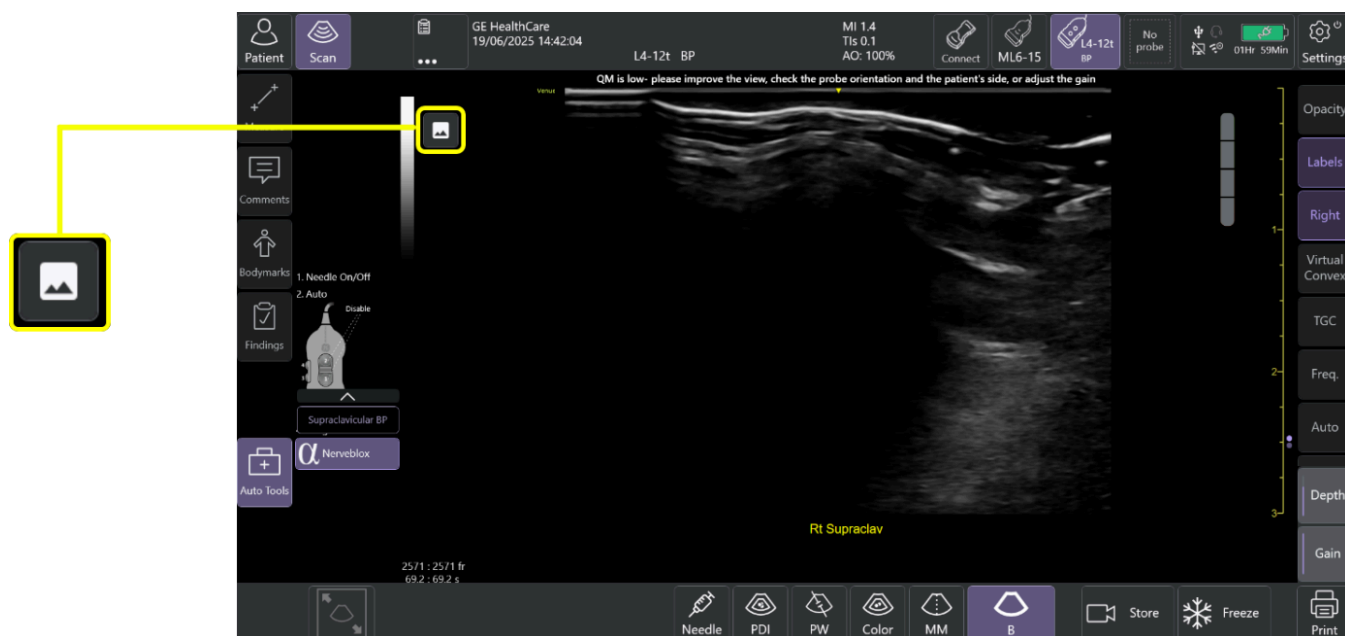 Patient
Scan
GE HealthCare
19/06/2025 14:42:04
L4-12t BP
MI 1.4
TIs 0.1
AO: 100%
Connect
ML6-15
L4-12t
BP
No
probe
01Hr 59Min
Settings
QM is low- please improve the view, check the probe orientation and the patient's side, or adjust the gain
Venue
Comments
Bodymarks
Findings
Auto Tools
1. Needle On/Off
2. Auto
Disable
Supraclavicular BP
α Nerveblox
1
2
3
Rt Supraclav
2571 : 2571 fr
69.2 : 69.2 s
Opacity
Labels
Right
Virtual
Convex
TGC
Freq.
Auto
Depth
Gain
Needle
PDI
PW
Color
MM
B
Store
Freeze
Print